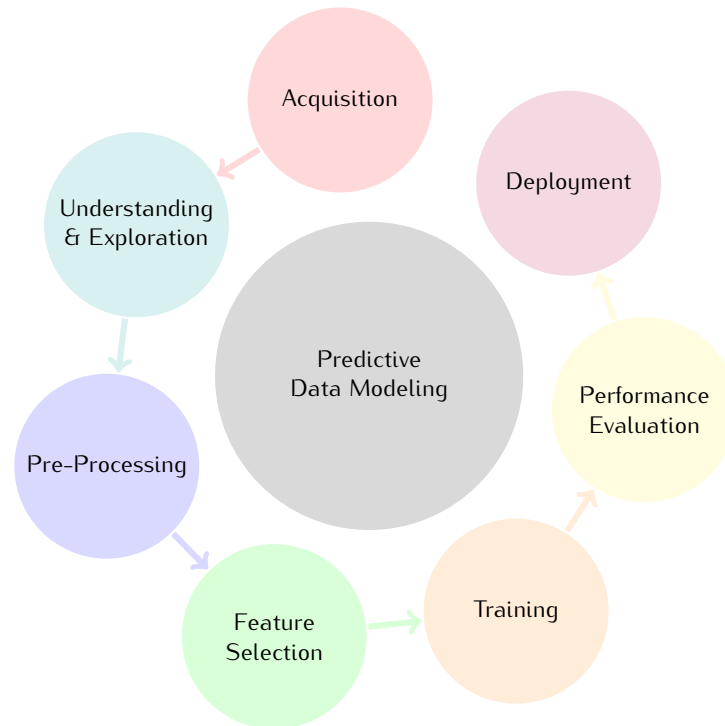 Acquisition
Understanding
& Exploration
Pre-Processing
Feature
Selection
Training
Performance
Evaluation
Deployment
Predictive
Data Modeling